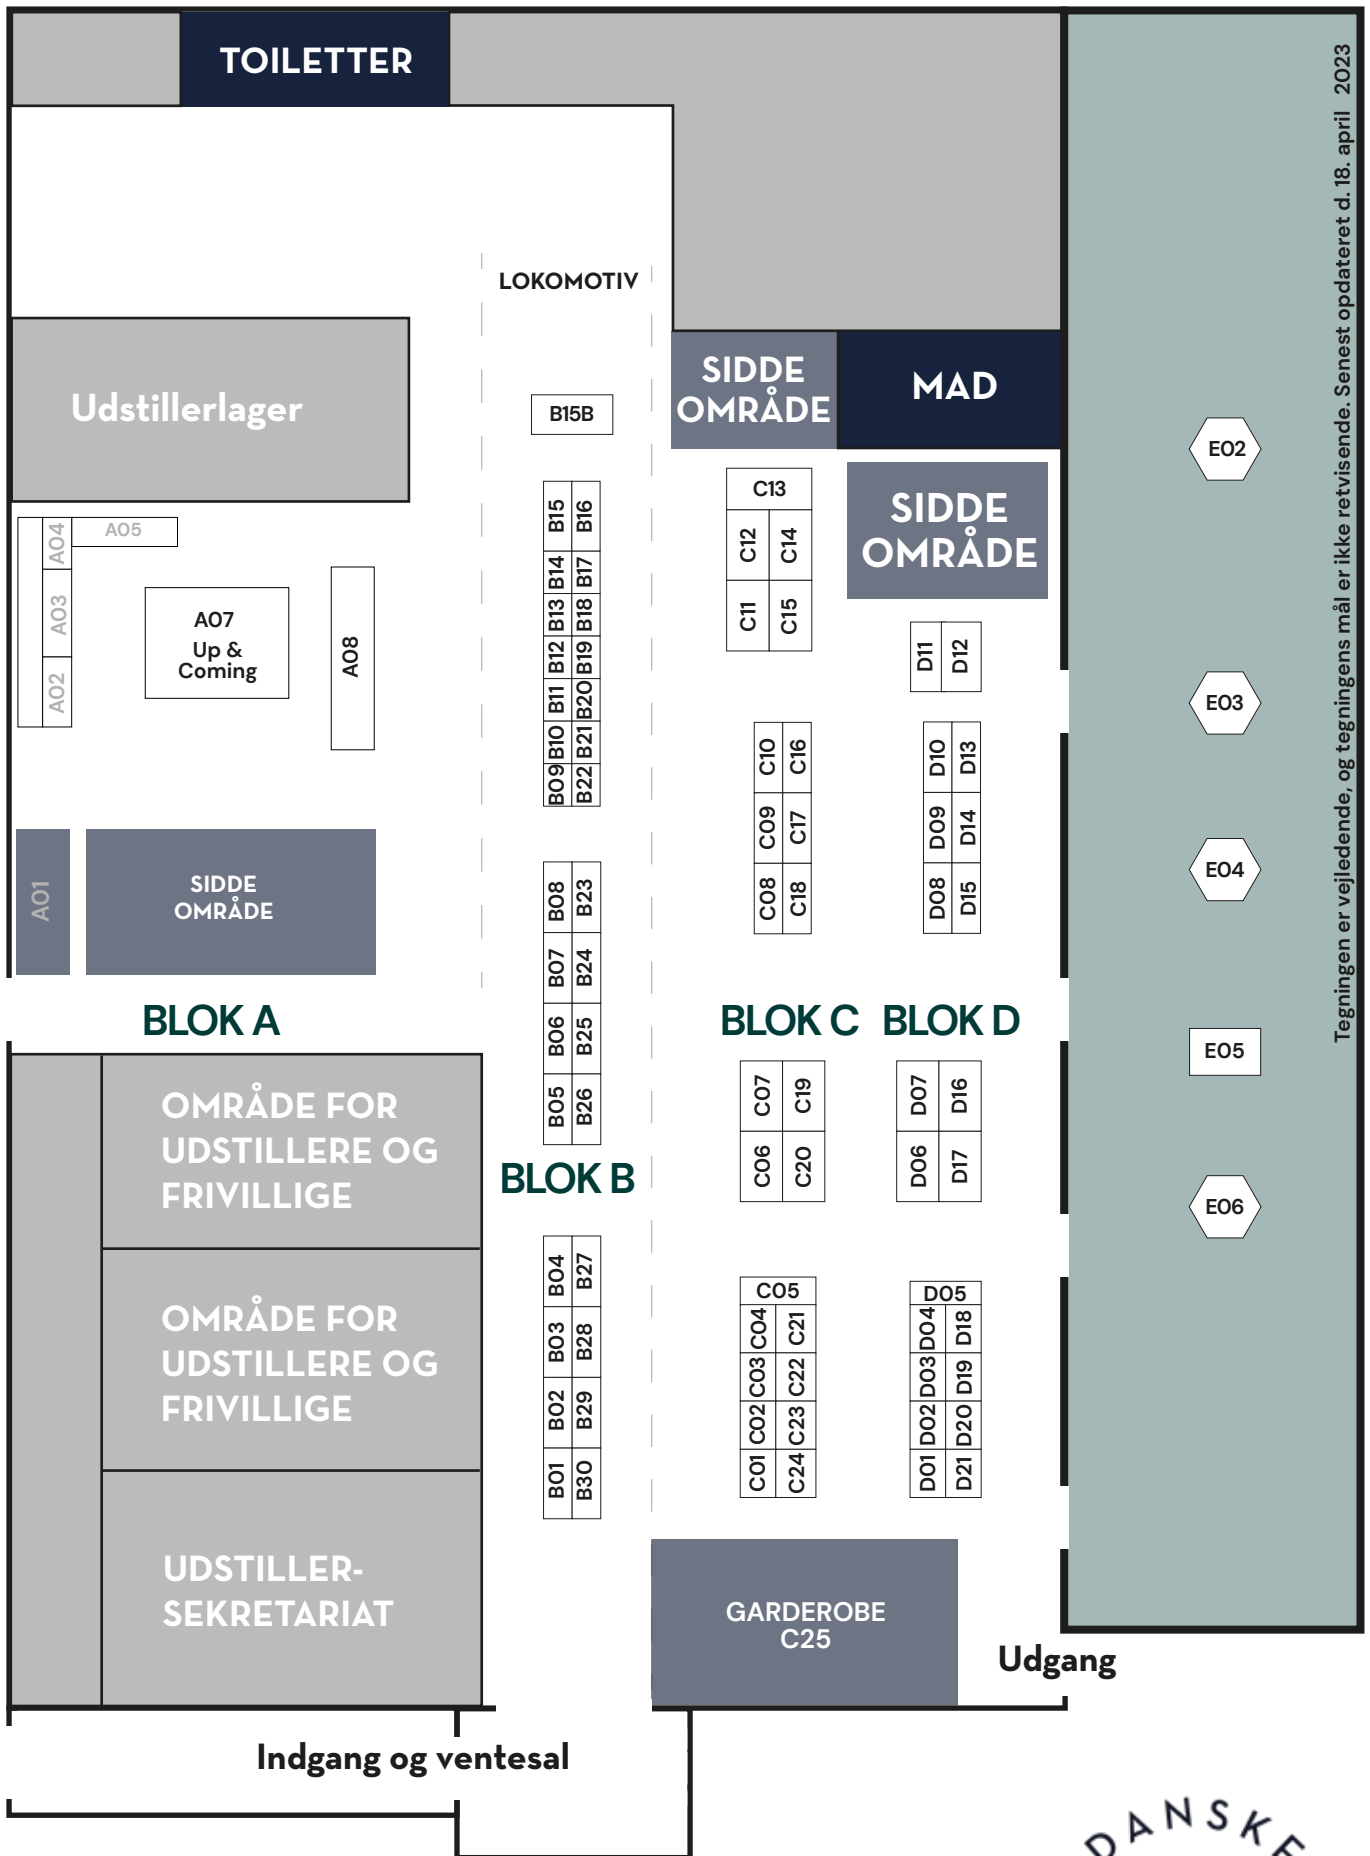 TOILETTER
Tegningen er vejledende, og tegningens mål er ikke retvisende. Senest opdateret d. 18. april 2023
LOKOMOTIV
Udstillerlager
B15B
SIDDE
OMRÅDE
MAD
E02
SIDDE
OMRÅDE
A05
A04
A03
A02
A07
Up &
Coming
A08
B15 B16
B14 B17
B13 B18
B12 B19
B11 B20
B10 B21
B09 B22
C13
C12 C14
C11 C15
D11 D12
E03
C10 C16
C09 C17
C08 C18
D10 D13
D09 D14
D08 D15
E04
A01
SIDDE
OMRÅDE
B08 B23
B07 B24
B06 B25
B05 B26
BLOK A
BLOK C
BLOK D
E05
OMRÅDE FOR
UDSTILLERE OG
FRIVILLIGE
C07 C19
C06 C20
D07 D16
D06 D17
BLOK B
E06
OMRÅDE FOR
UDSTILLERE OG
FRIVILLIGE
B04 B27
B03 B28
B02 B29
B01 B30
C05
C04 C21
C03 C22
C02 C23
C01 C24
D05
D04 D18
D03 D19
D02 D20
D01 D21
UDSTILLER-
SEKRETARIAT
GARDEROBE
C25
Udgang
Indgang og ventesal
DANSKE